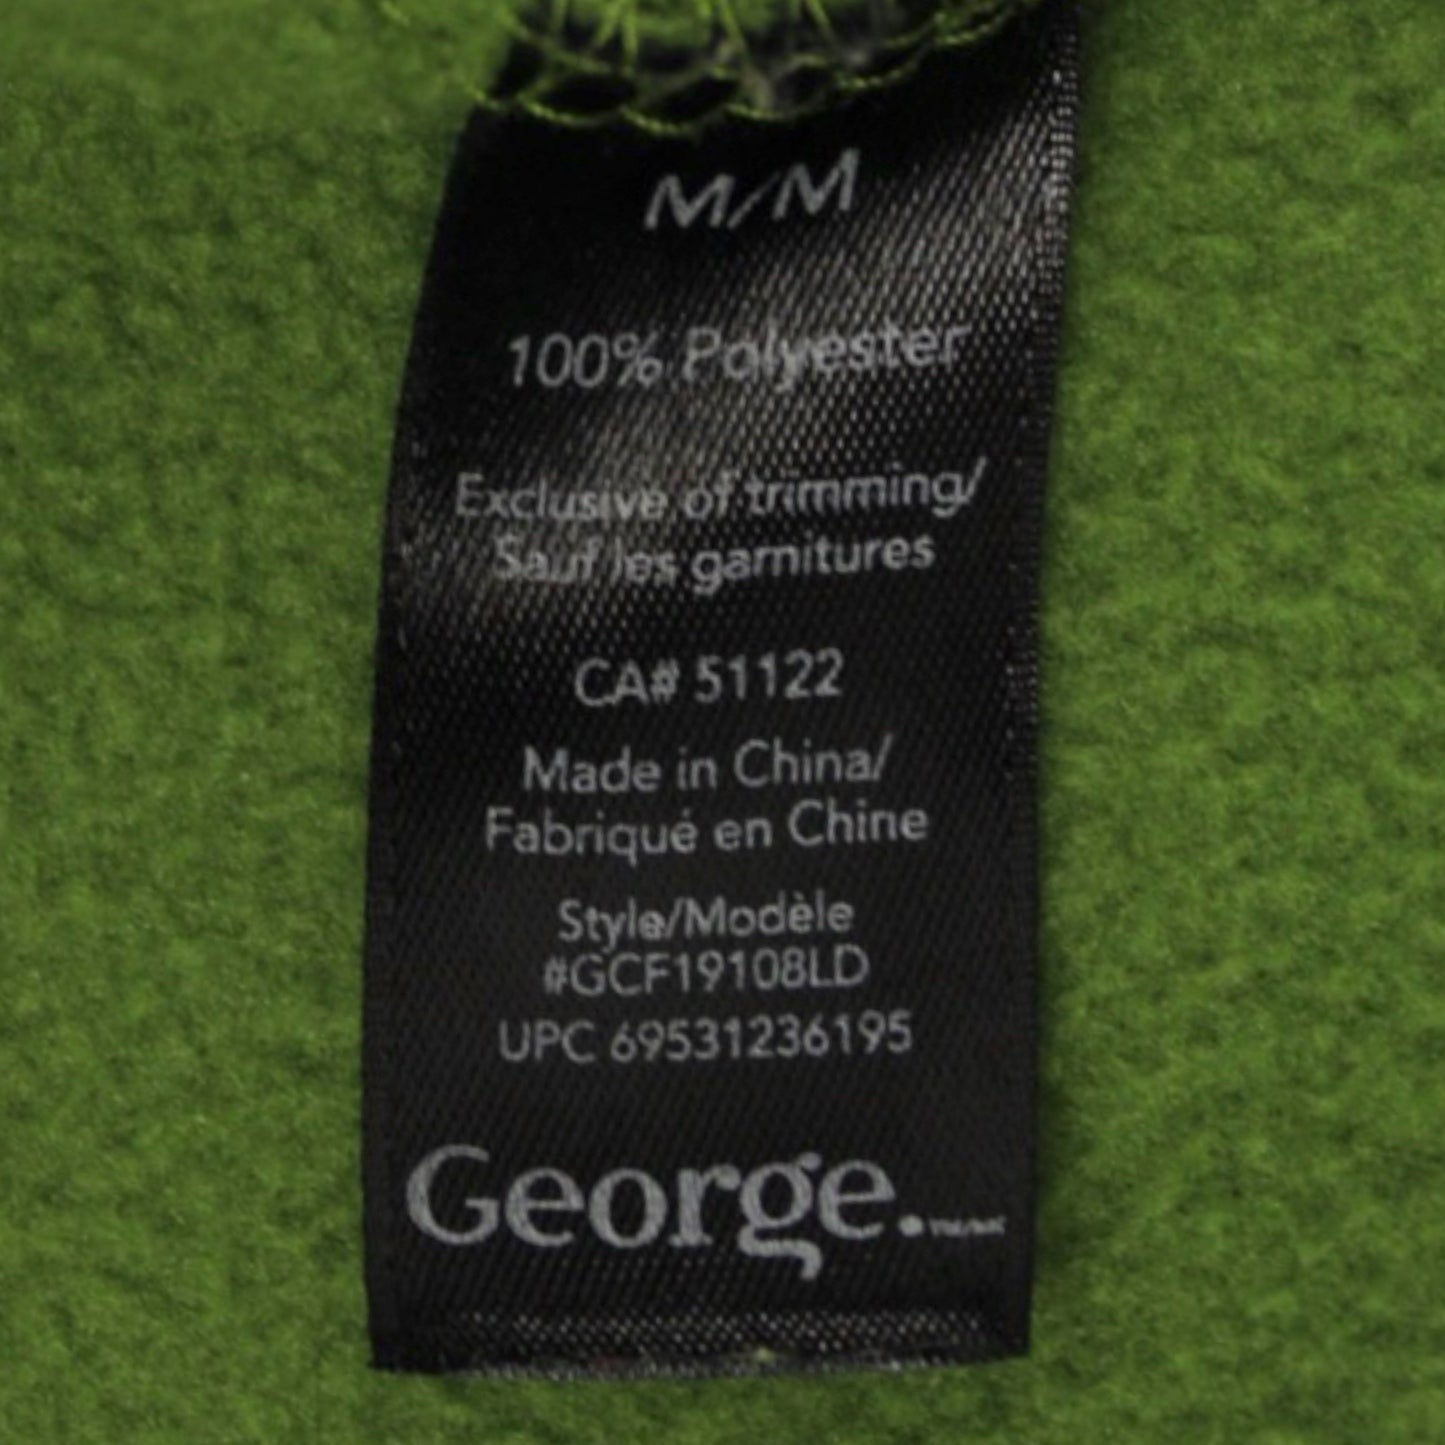 M/M
100% Polyester
Exclusive of trimming/
Sauf les garnitures
CA# 51122
Made in China/
Fabriqué en Chine
Style/Modèle
#GCF19108LD
UPC 69531236195
George.